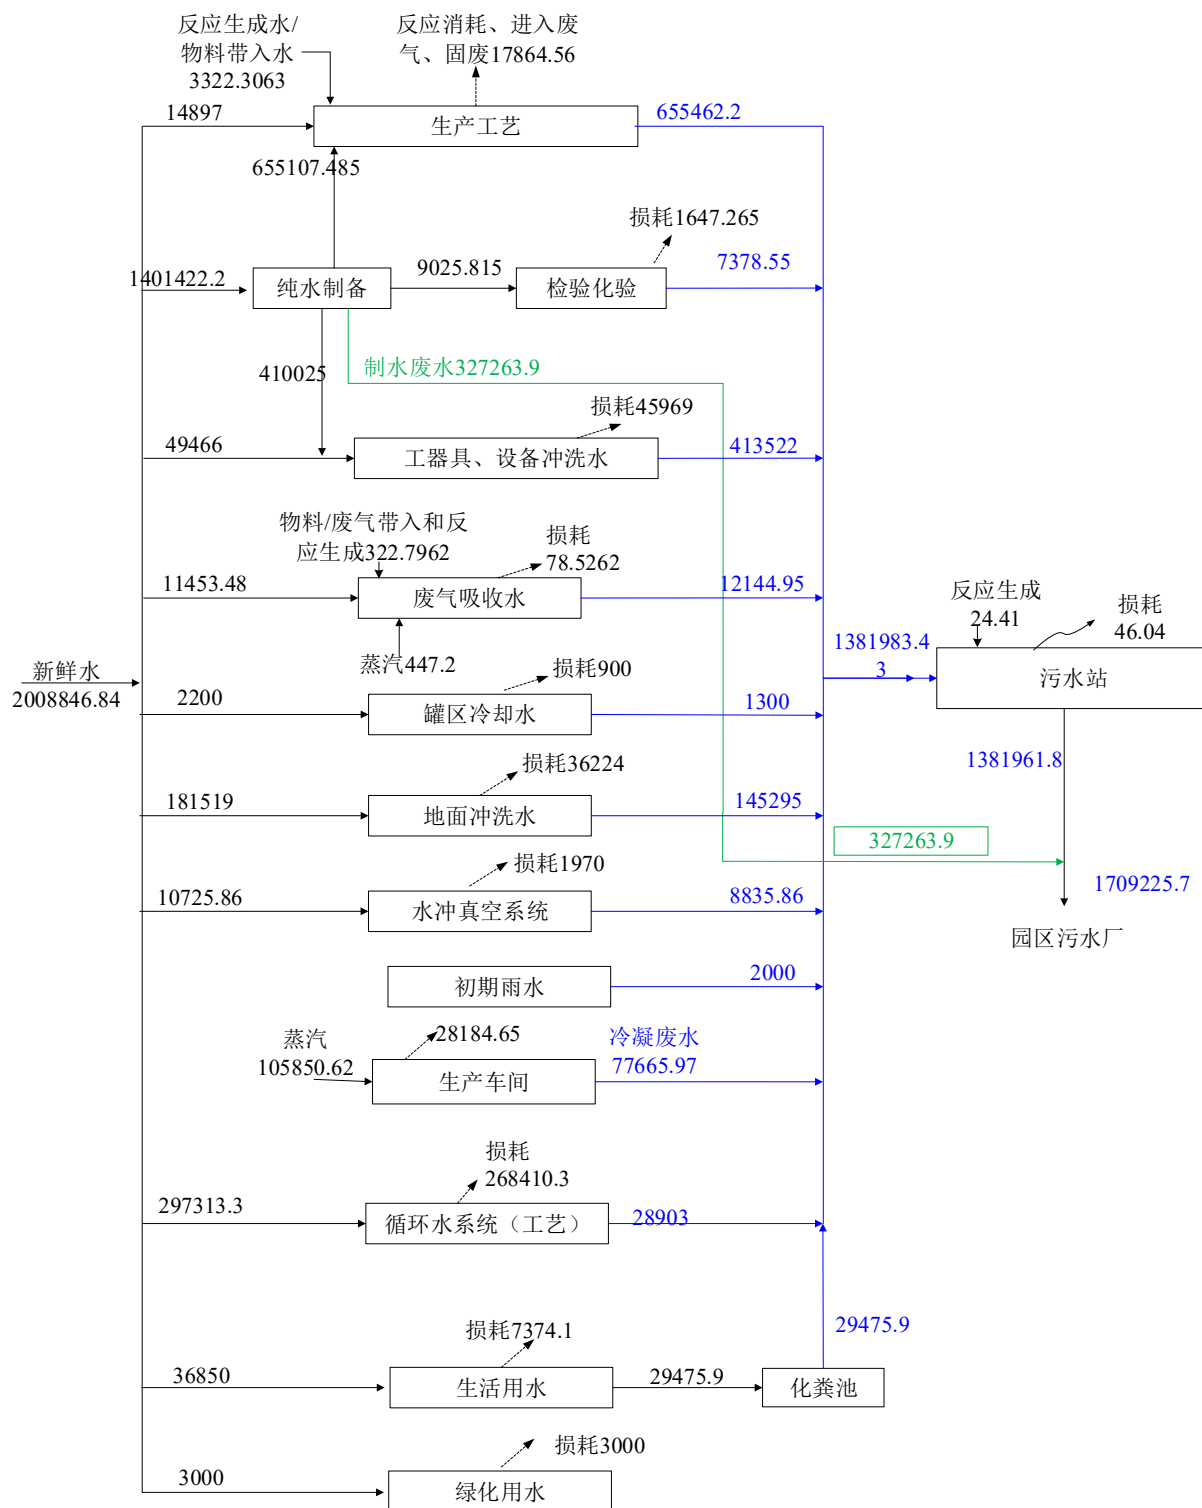 反应生成水/
物料带入水
3322.3063
反应消耗、进入废
气、固废17864.56
14897
生产工艺
655462.2
655107.485
损耗1647.265
1401422.2
纯水制备
9025.815
检验化验
7378.55
制水废水327263.9
410025
损耗45969
49466
工器具、设备冲洗水
413522
物料/废气带入和反
应生成322.7962
损耗
78.5262
11453.48
废气吸收水
12144.95
蒸汽447.2
反应生成
24.41
损耗
46.04
1381983.4
3
污水站
新鲜水
2008846.84
损耗900
2200
罐区冷却水
1300
1381961.8
损耗36224
181519
地面冲洗水
145295
327263.9
损耗1970
10725.86
水冲真空系统
8835.86
1709225.7
园区污水厂
初期雨水
2000
蒸汽
105850.62
28184.65
生产车间
冷凝废水
77665.97
损耗
268410.3
297313.3
循环水系统（工艺）
28903
29475.9
损耗7374.1
36850
生活用水
29475.9
化粪池
损耗3000
3000
绿化用水